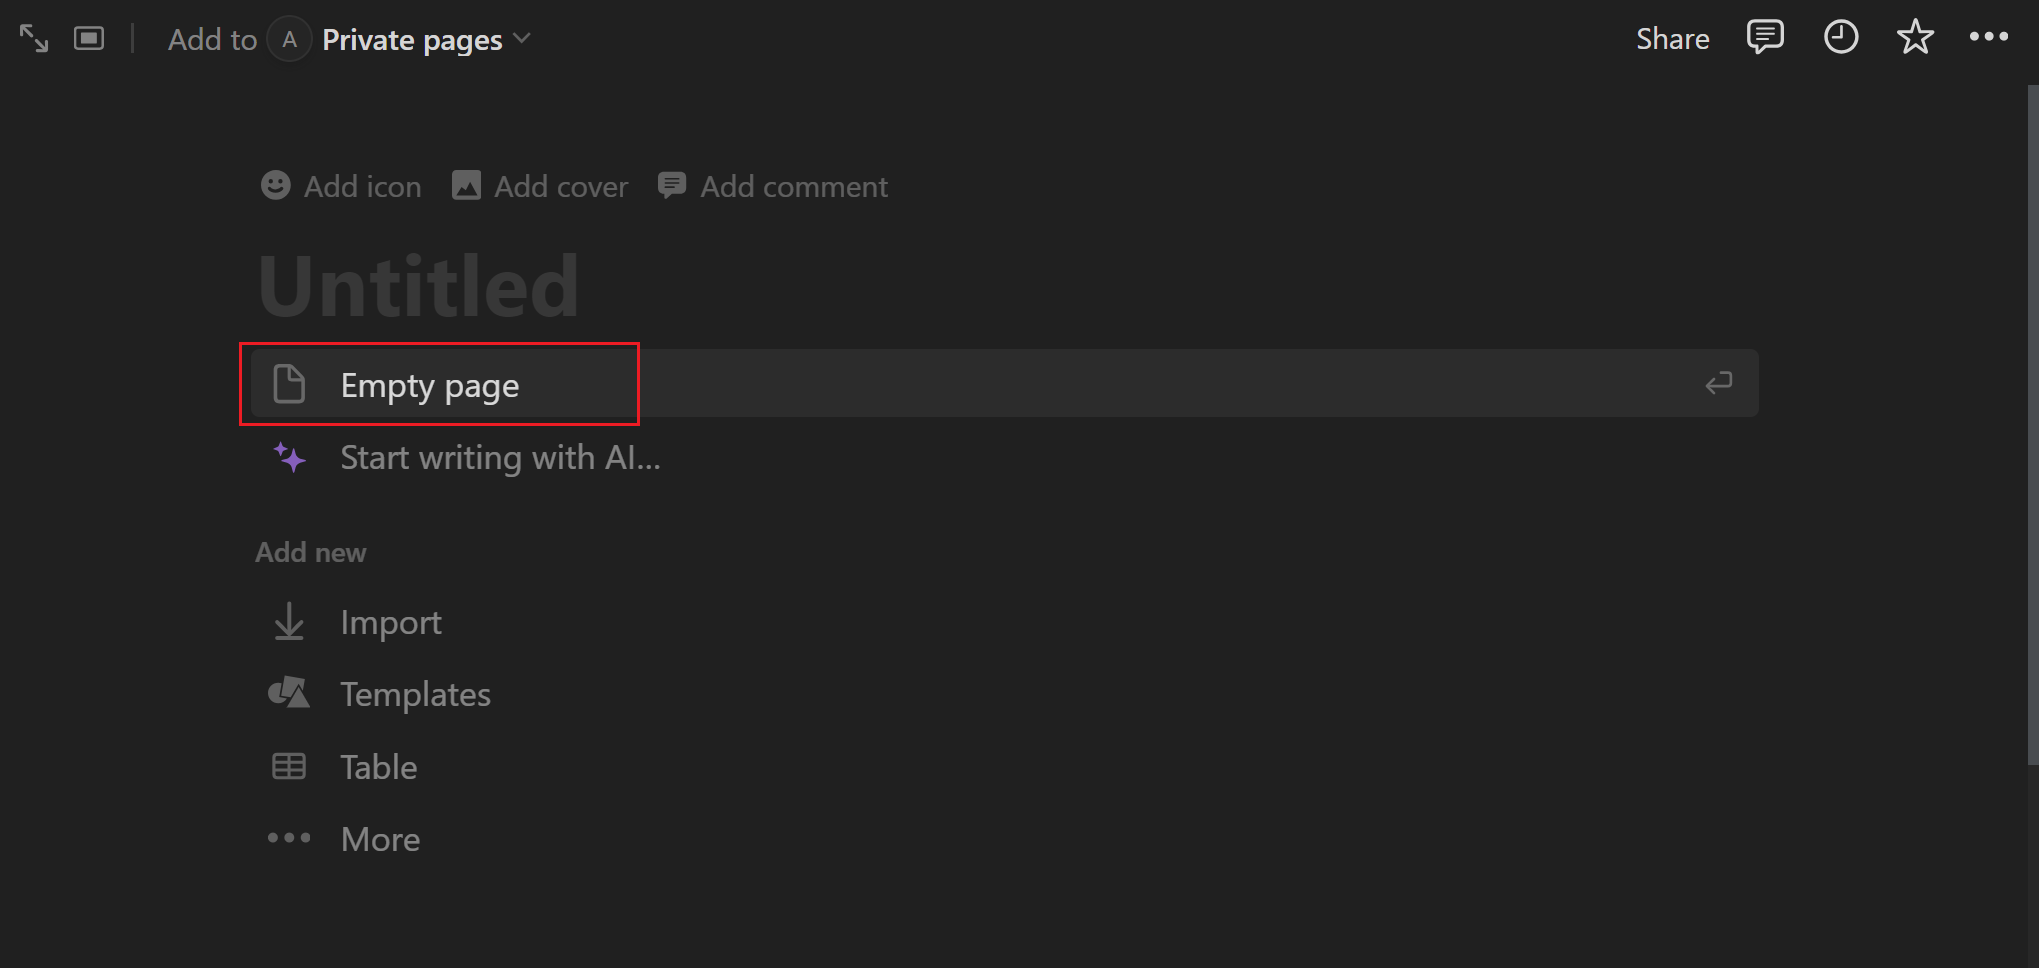 Add to A Private pages
Share
Add icon Add cover Add comment
Untitled
Empty page
Start writing with AI...
Add new
Import
Templates
Table
More